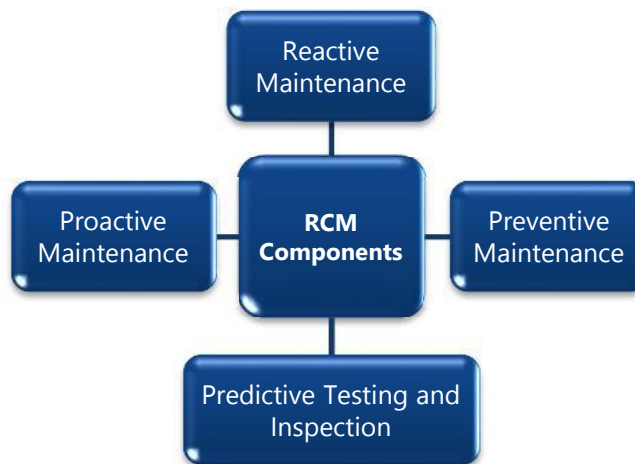 Reactive
Maintenance
Proactive
Maintenance
RCM
Components
Preventive
Maintenance
Predictive Testing and
Inspection